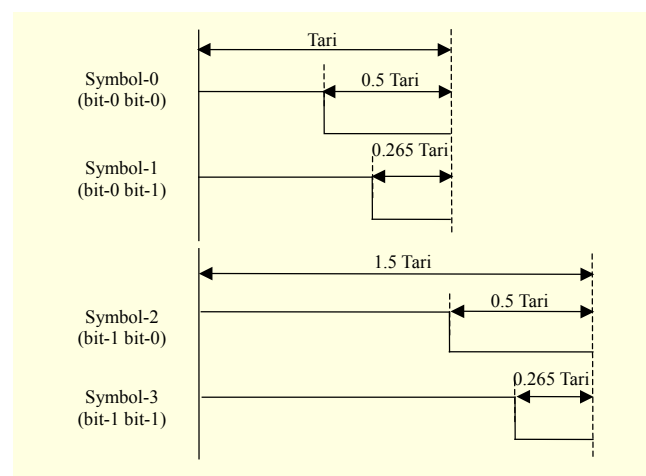 Tari
Symbol-0
(bit-0 bit-0)
0.5 Tari
0.265 Tari
Symbol-1
(bit-0 bit-1)
1.5 Tari
0.5 Tari
Symbol-2
(bit-1 bit-0)
0.265 Tari
Symbol-3
(bit-1 bit-1)